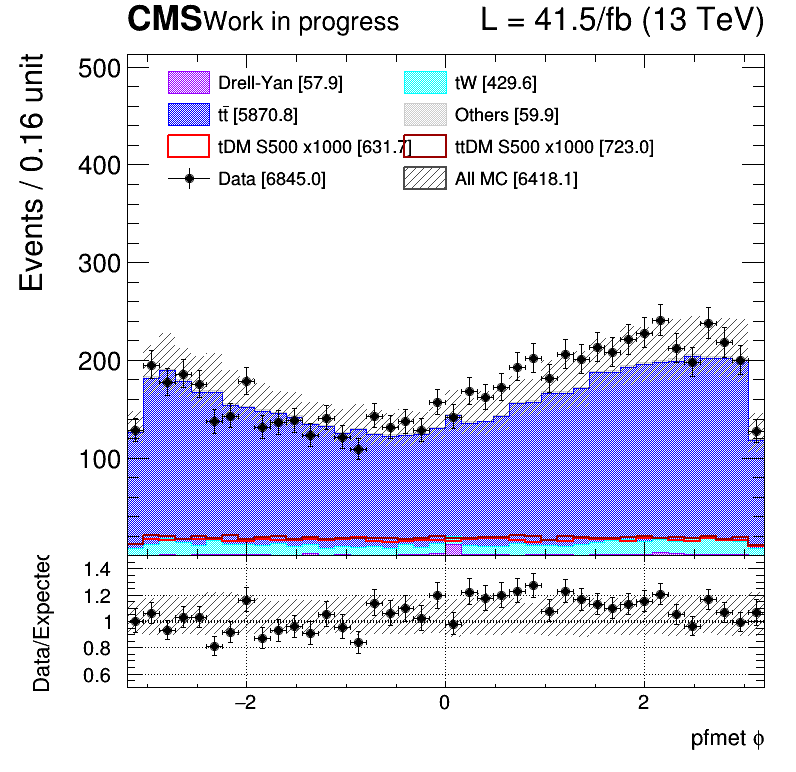 CMS Work in progress L = 41.5/fb (13 TeV)
Events / 0.16 unit
500
400
300
200
100
Drell-Yan [57.9] tW [429.6]
tt̄ [5870.8] Others [59.9]
tDM S500 x1000 [631.7] ttDM S500 x1000 [723.0]
Data [6845.0] All MC [6418.1]
Data/Expected
1.4
1.2
1
0.8
0.6
−2 0 2
pfmet ϕ